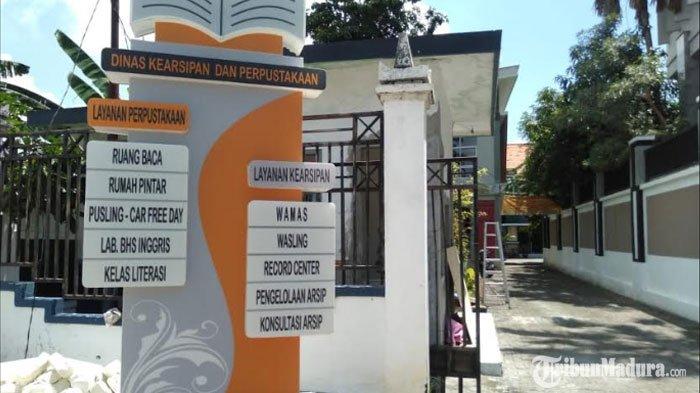 DINAS KEARSIPAN DAN PERPUSTAKAAN
LAYANAN PERPUSTAKAAN
RUANG BACA
RUMAH PINTAR
PUSLING - CAR FREE DAY
LAB. BHS INGGRIS
KELAS LITERASI
LAYANAN KEARSIPAN
WAMAS
WASLING
RECORD CENTER
PENGELOLAAN ARSIP
KONSULTASI ARSIP
TribunMadura.com